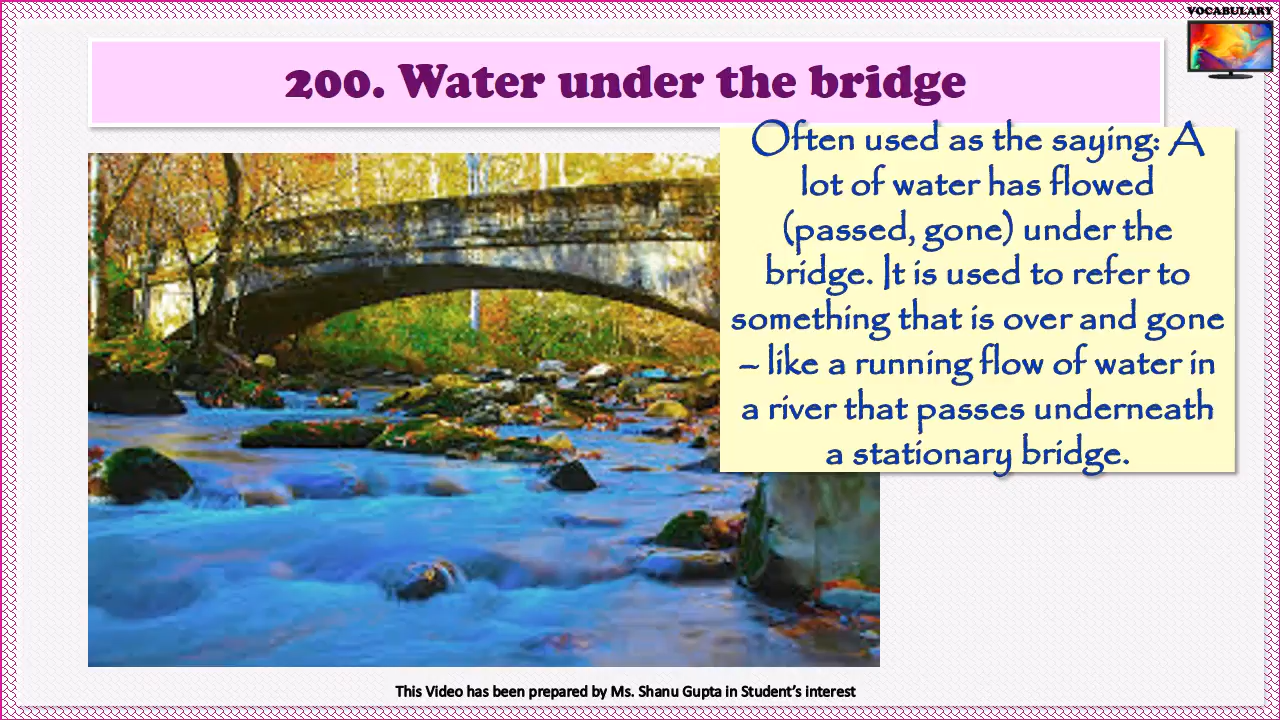 VOCABULARY
200. Water under the bridge
Often used as the saying: A
lot of water has flowed
(passed, gone) under the
bridge. It is used to refer to
something that is over and gone
– like a running flow of water in
a river that passes underneath
a stationary bridge.
This Video has been prepared by Ms. Shanu Gupta in Student's interest